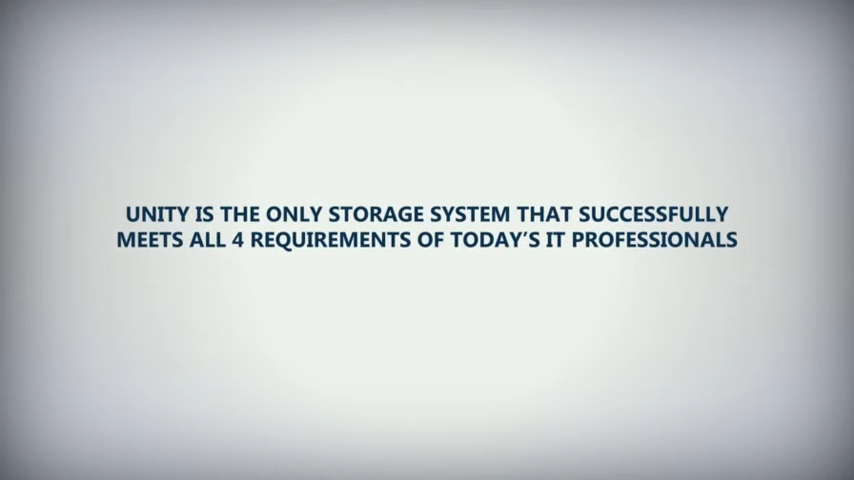 UNITY IS THE ONLY STORAGE SYSTEM THAT SUCCESSFULLY
MEETS ALL 4 REQUIREMENTS OF TODAY’S IT PROFESSIONALS